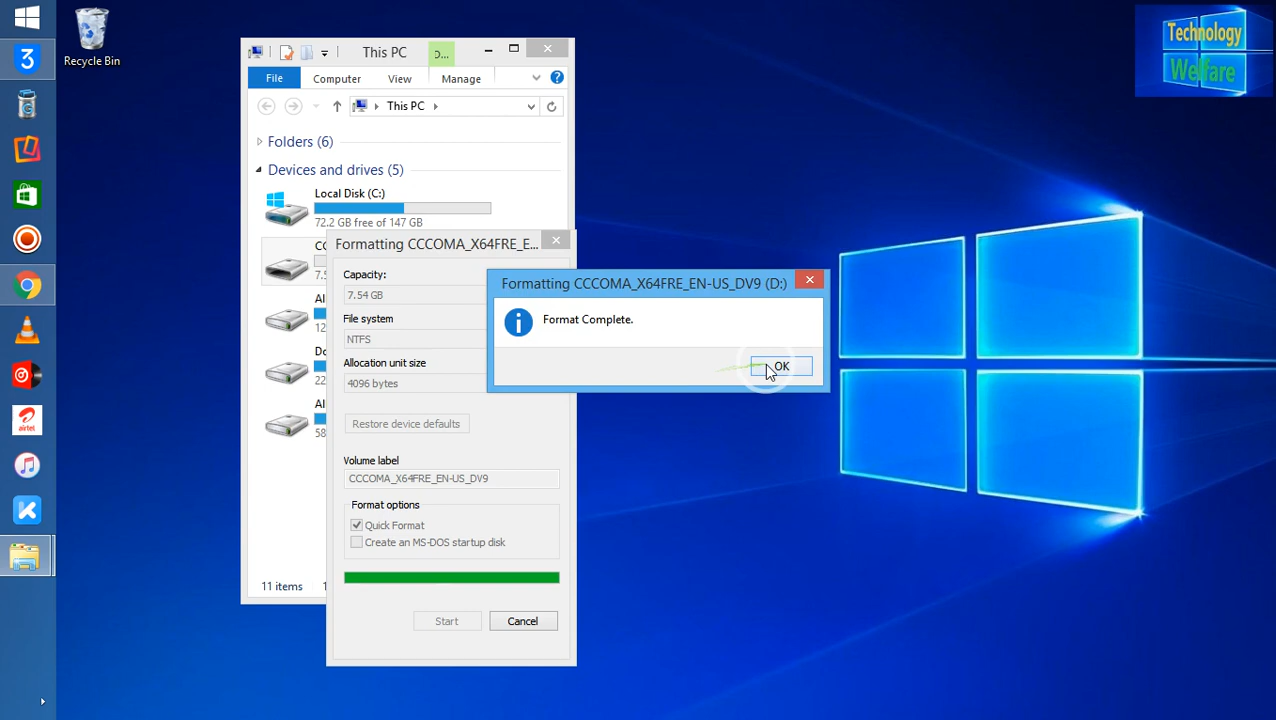 Recycle Bin
Technology
Welfare
This PC
D...
File
Computer
View
Manage
This PC
Folders (6)
Devices and drives (5)
Local Disk (C:)
72.2 GB free of 147 GB
Formatting CCCOMA_X64FRE_E...
Capacity:
7.54 GB
File system
NTFS
Allocation unit size
4096 bytes
Restore device defaults
Volume label
CCCOMA_X64FRE_EN-US_DV9
Format options
Quick Format
Create an MS-DOS startup disk
Start
Cancel
Formatting CCCOMA_X64FRE_EN-US_DV9 (D:)
Format Complete.
OK
11 items
airtel